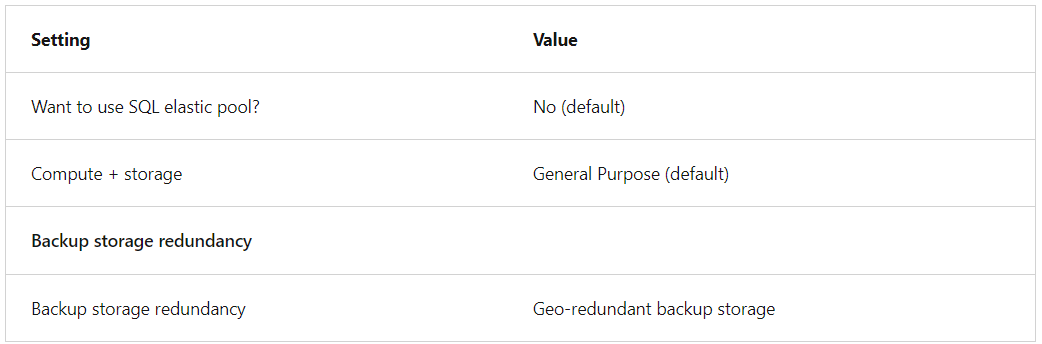 Setting Value
Want to use SQL elastic pool? No (default)
Compute + storage General Purpose (default)
Backup storage redundancy
Backup storage redundancy Geo-redundant backup storage